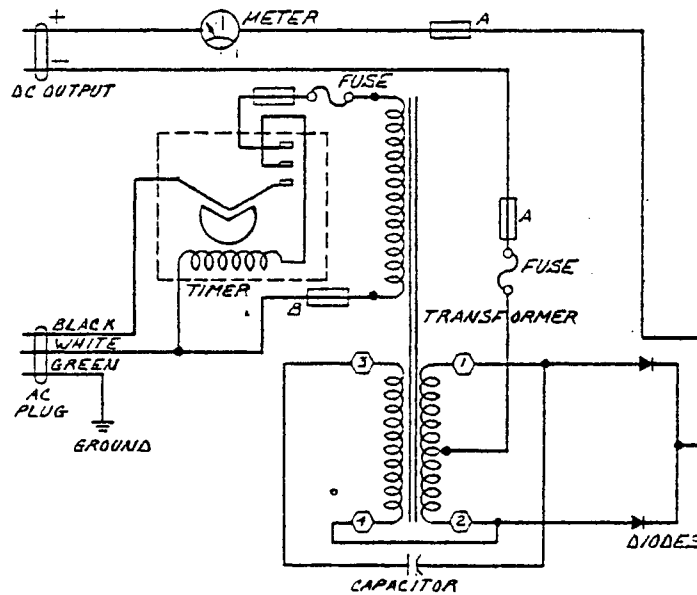 +
METER
A
−
DC OUTPUT
FUSE
A
FUSE
TIMER
B
TRANSFORMER
BLACK
WHITE
GREEN
AC
PLUG
GROUND
3
1
4
2
DIODES
CAPACITOR